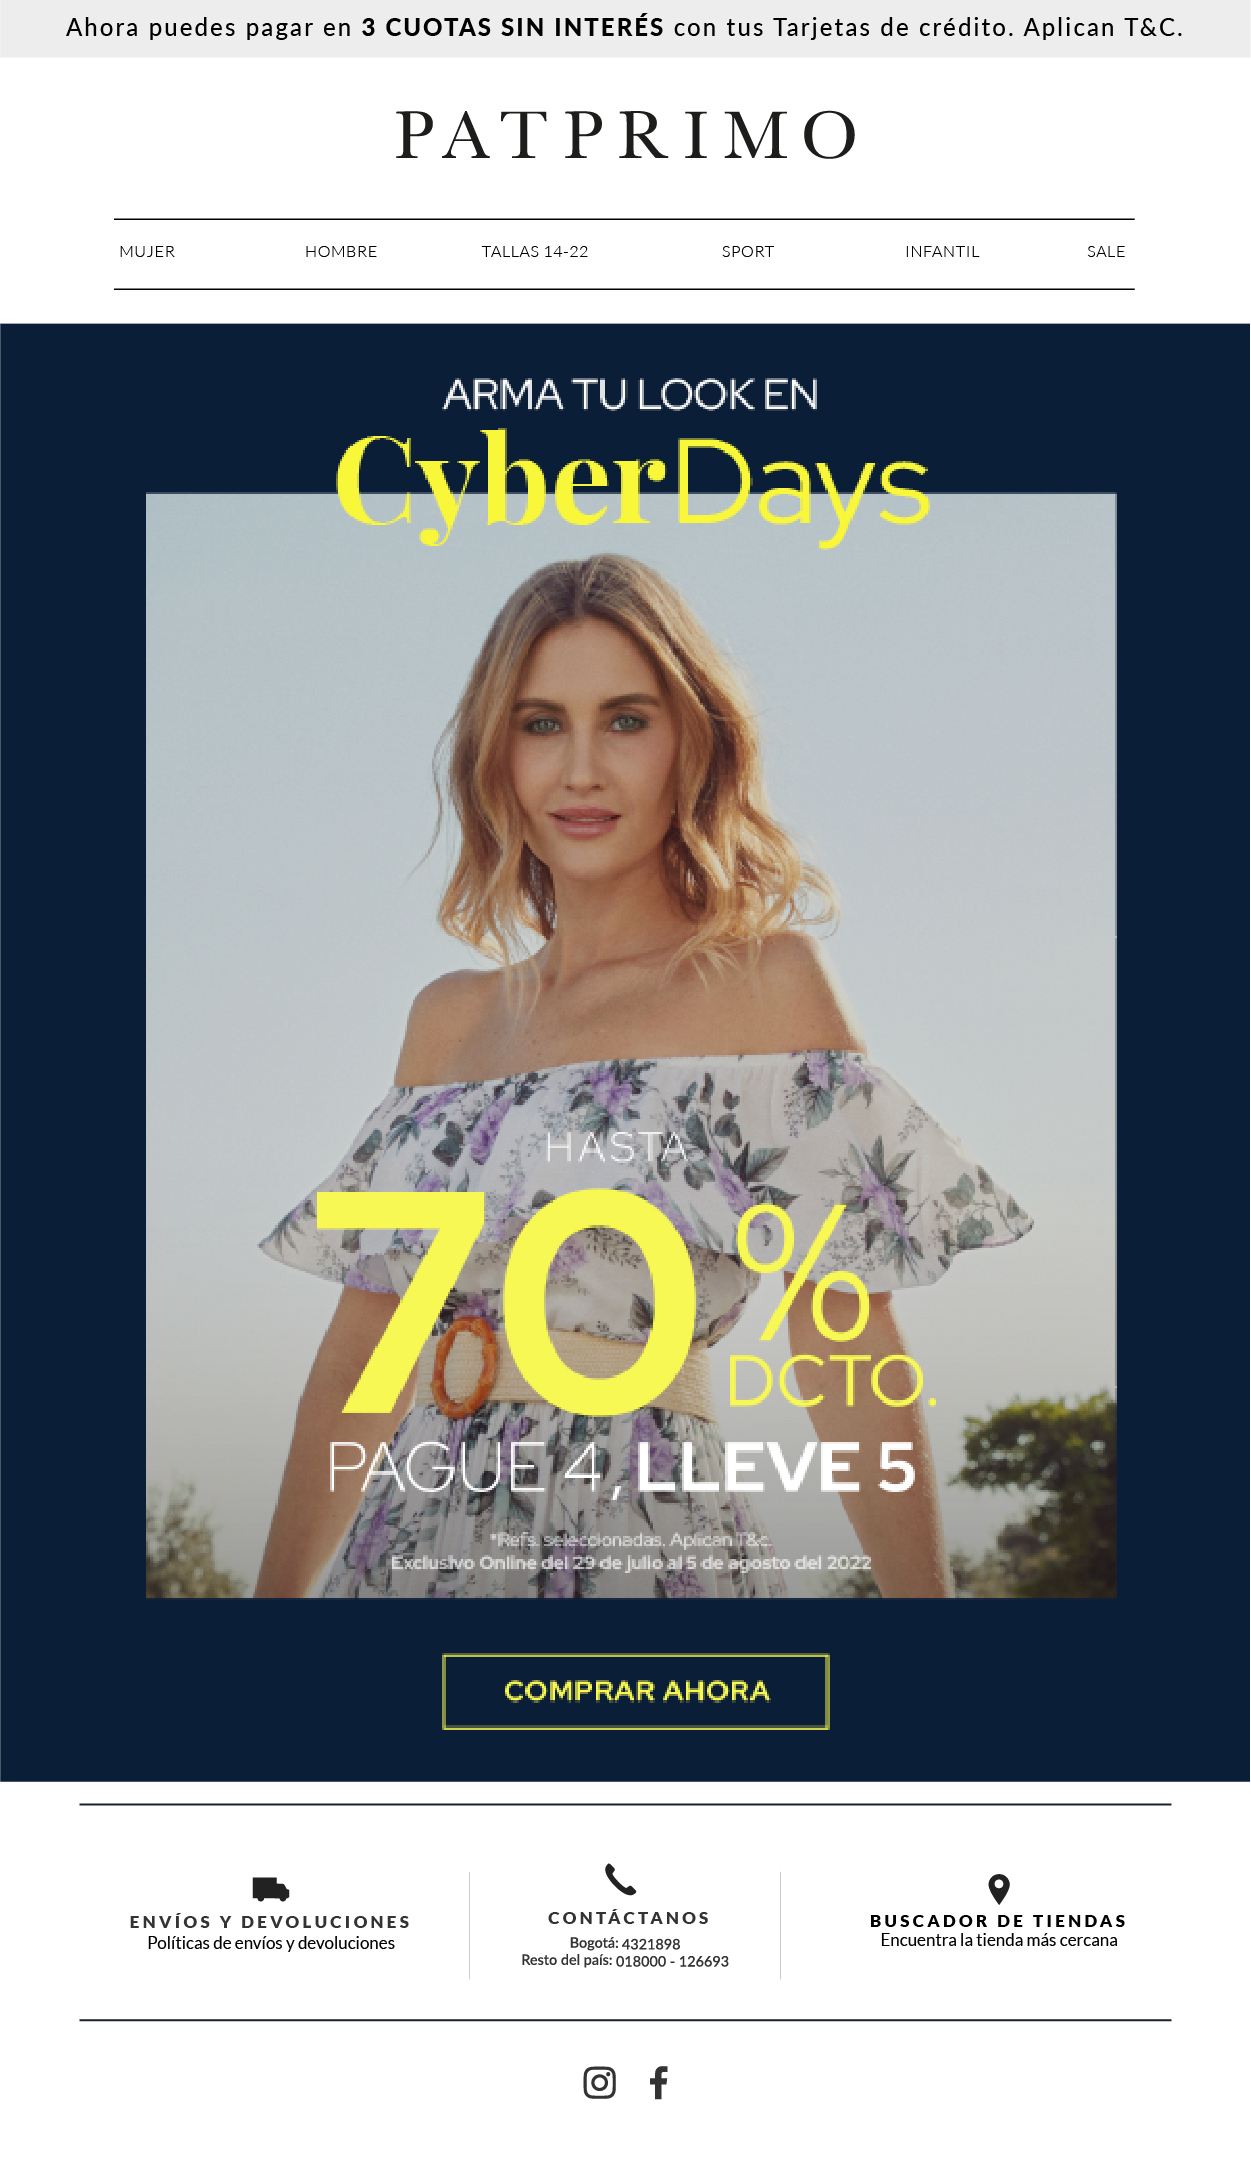 Ahora puedes pagar en 3 CUOTAS SIN INTERÉS con tus Tarjetas de crédito. Aplican T&C.
PATPRIMO
MUJER HOMBRE TALLAS 14-22 SPORT INFANTIL SALE
ARMA TU LOOK EN
CyberDays
HASTA
70%
DCTO.
PAGUE 4, LLEVE 5
*Refs. seleccionadas. Aplican T&c.
Exclusivo Online del 29 de julio al 5 de agosto del 2022
COMPRAR AHORA
ENVÍOS Y DEVOLUCIONES
Políticas de envíos y devoluciones
CONTÁCTANOS
Bogotá: 4321898
Resto del país: 018000 - 126693
BUSCADOR DE TIENDAS
Encuentra la tienda más cercana